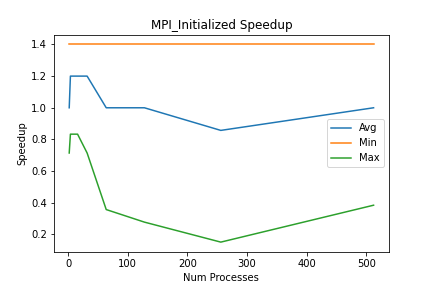 MPI_Initialized Speedup
1.4
1.2
1.0
0.8
0.6
0.4
0.2
Speedup
Avg
Min
Max
0 100 200 300 400 500
Num Processes